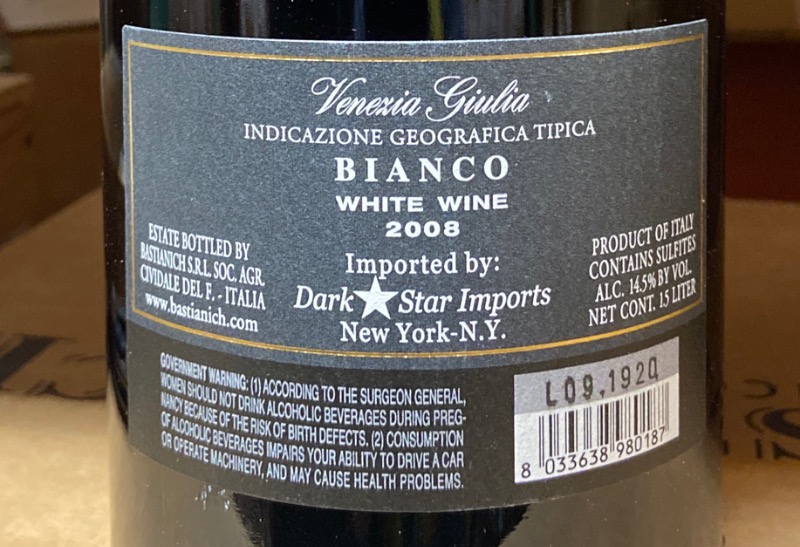 Venezia Giulia
INDICAZIONE GEOGRAFICA TIPICA
BIANCO
WHITE WINE
2008
ESTATE BOTTLED BY
BASTIANICH S.R.L. SOC. AGR.
CIVIDALE DEL F. - ITALIA
www.bastianich.com
Imported by:
Dark ★ Star Imports
New York-N.Y.
PRODUCT OF ITALY
CONTAINS SULFITES
ALC. 14.5% BY VOL.
NET CONT. 1.5 LITER
GOVERNMENT WARNING: (1) ACCORDING TO THE SURGEON GENERAL,
WOMEN SHOULD NOT DRINK ALCOHOLIC BEVERAGES DURING PREG-
NANCY BECAUSE OF THE RISK OF BIRTH DEFECTS. (2) CONSUMPTION
OF ALCOHOLIC BEVERAGES IMPAIRS YOUR ABILITY TO DRIVE A CAR
OR OPERATE MACHINERY, AND MAY CAUSE HEALTH PROBLEMS.
L09,192Q
8 033638 980187